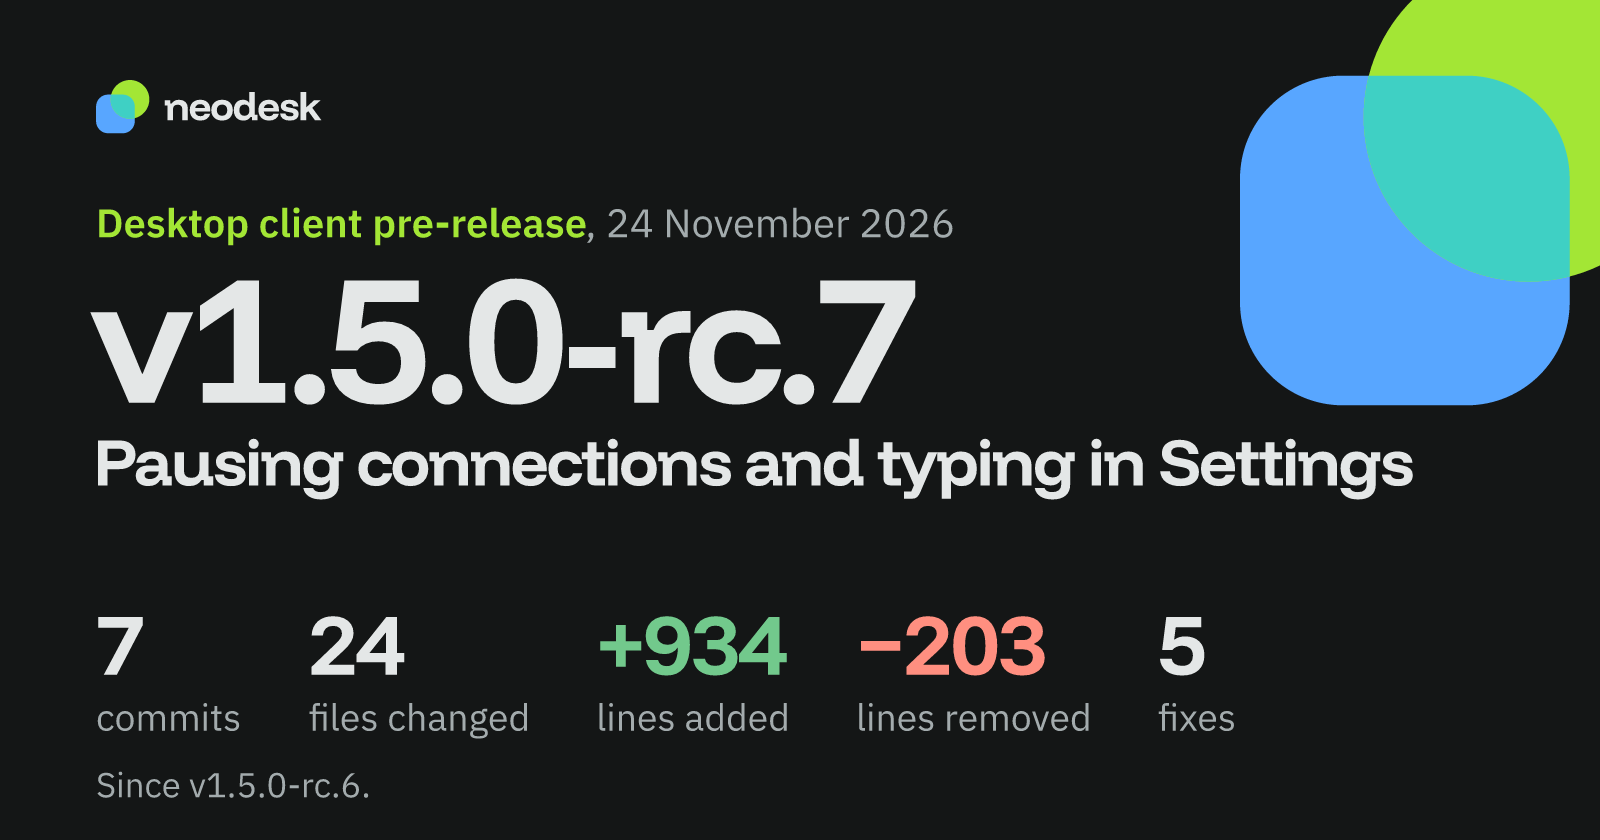 neodesk
Desktop client pre-release, 24 November 2026
v1.5.0-rc.7
Pausing connections and typing in Settings
7 24 +934 −203 5
commits files changed lines added lines removed fixes
Since v1.5.0-rc.6.